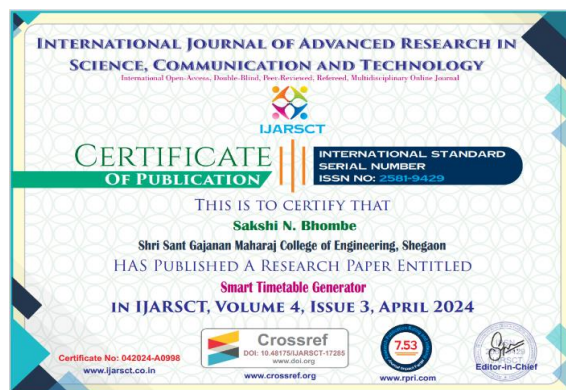 INTERNATIONAL JOURNAL OF ADVANCED RESEARCH IN
SCIENCE, COMMUNICATION AND TECHNOLOGY
International Open-Access, Double-Blind, Peer-Reviewed, Refereed, Multidisciplinary Online Journal
IJARSCT
CERTIFICATE
OF PUBLICATION
INTERNATIONAL STANDARD
SERIAL NUMBER
ISSN NO: 2581-9429
THIS IS TO CERTIFY THAT
Sakshi N. Bhombe
Shri Sant Gajanan Maharaj College of Engineering, Shegaon
HAS PUBLISHED A RESEARCH PAPER ENTITLED
Smart Timetable Generator
IN IJARSCT, VOLUME 4, ISSUE 3, APRIL 2024
Certificate No: 042024-A0998
www.ijarsct.co.in
Crossref
DOI: 10.48175/IJARSCT-17285
www.doi.org
www.crossref.org
7.53
www.rpri.com
Editor-in-Chief